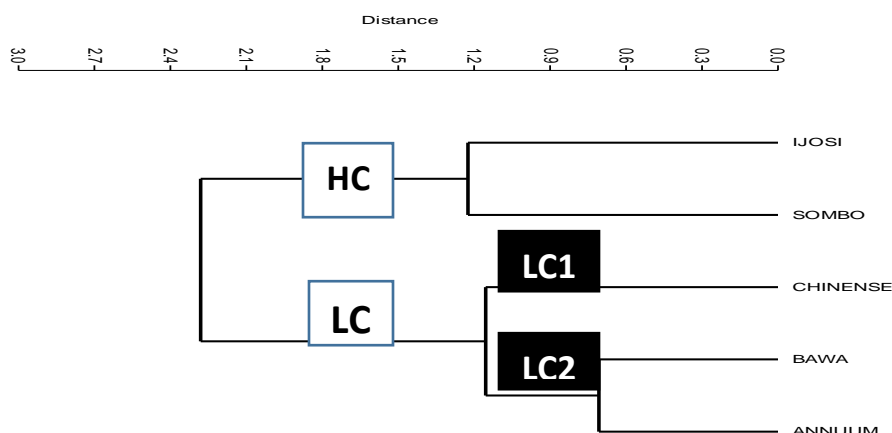 Distance
3.0 2.7 2.4 2.1 1.8 1.5 1.2 0.9 0.6 0.3 0.0
IJOSI
HC
SOMBO
LC1
CHINENSE
LC
BAWA
LC2
ANNUUM